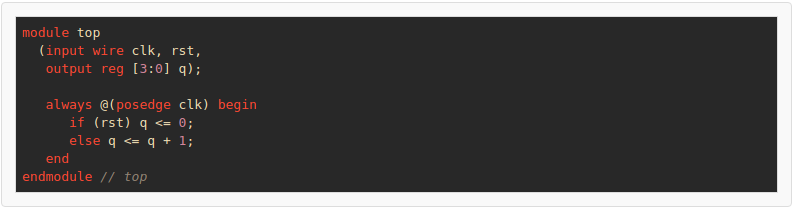 module top
  (input wire clk, rst,
   output reg [3:0] q);

   always @(posedge clk) begin
      if (rst) q <= 0;
      else q <= q + 1;
   end
endmodule // top